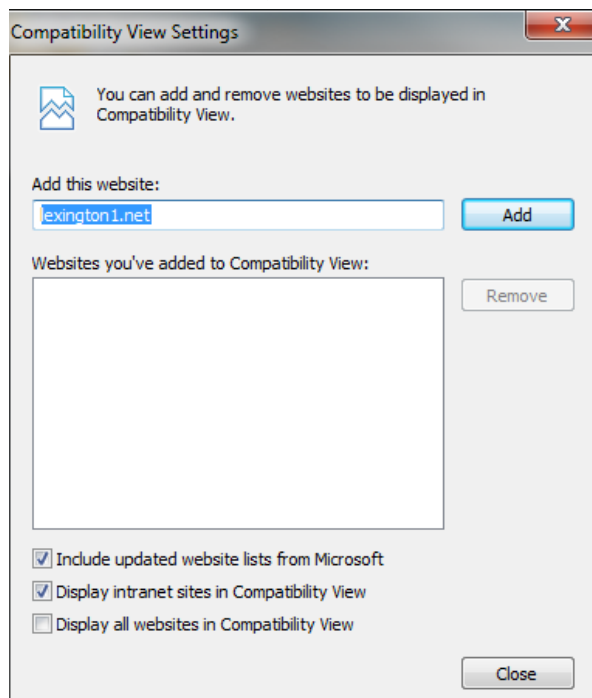 Compatibility View Settings
You can add and remove websites to be displayed in
Compatibility View.
Add this website:
lexington1.net
Add
Websites you've added to Compatibility View:
Remove
Include updated website lists from Microsoft
Display intranet sites in Compatibility View
Display all websites in Compatibility View
Close